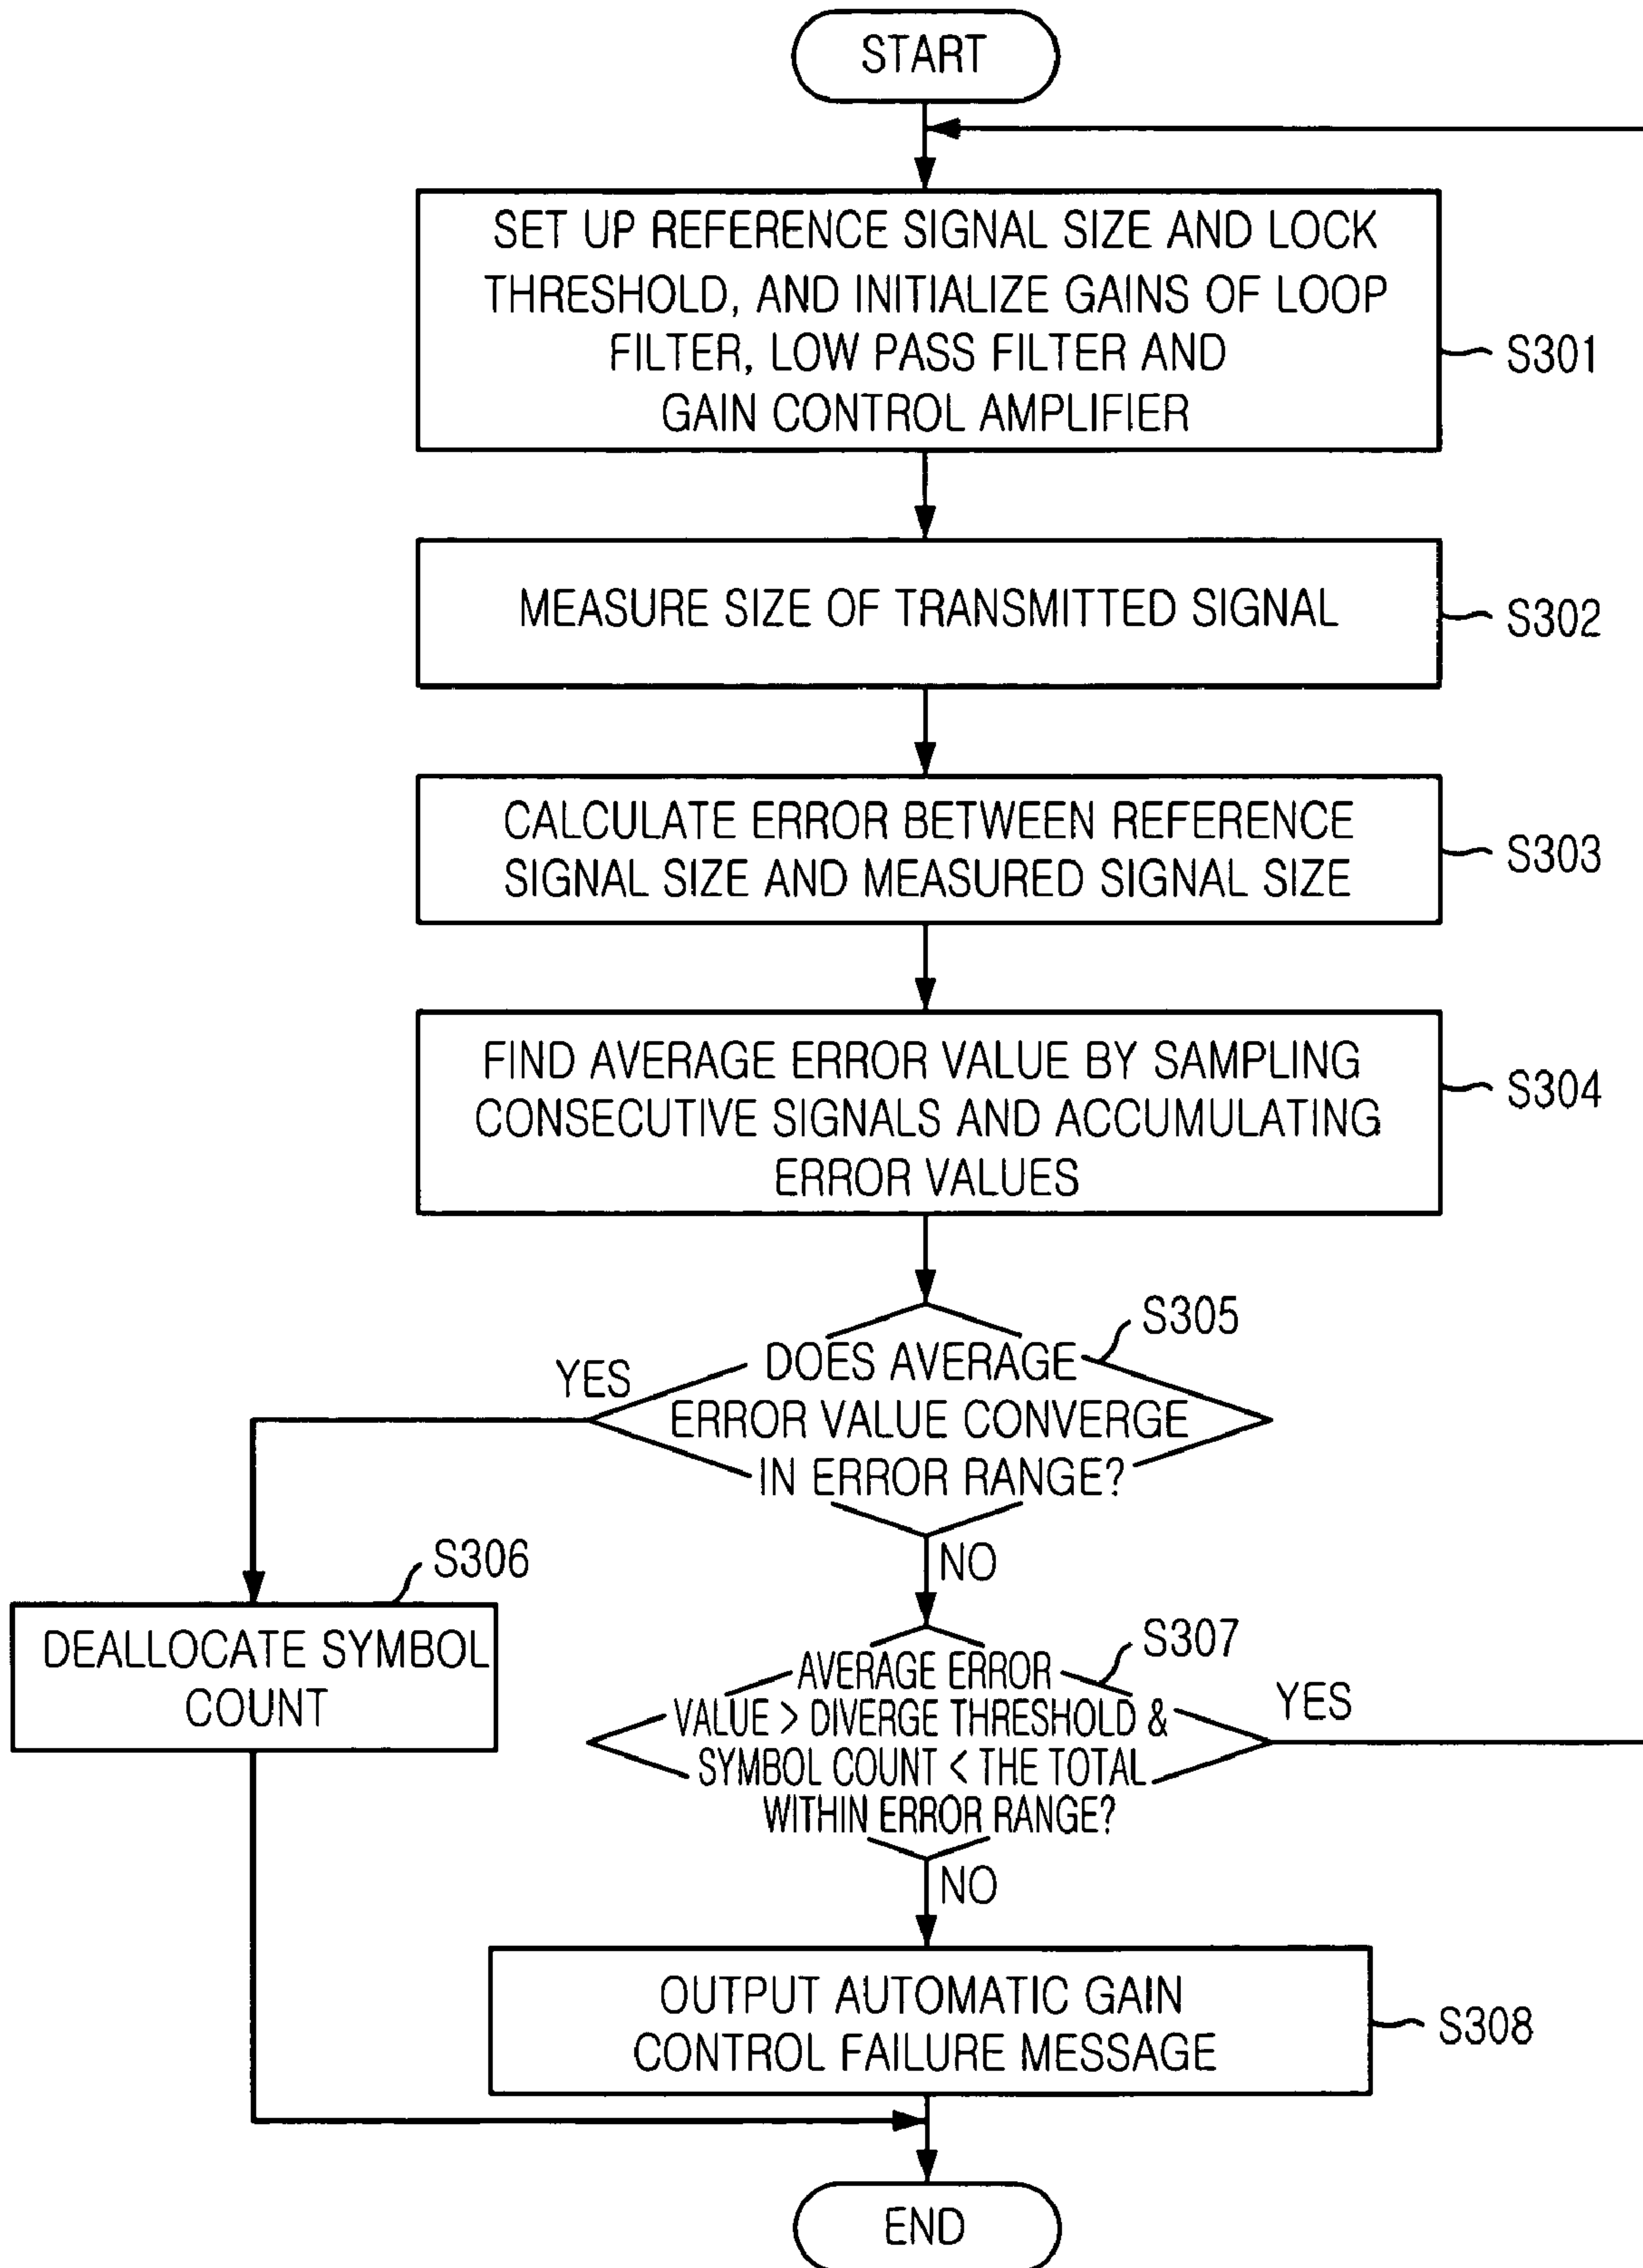 START
SET UP REFERENCE SIGNAL SIZE AND LOCK
THRESHOLD, AND INITIALIZE GAINS OF LOOP
FILTER, LOW PASS FILTER AND
GAIN CONTROL AMPLIFIER
S301
MEASURE SIZE OF TRANSMITTED SIGNAL
S302
CALCULATE ERROR BETWEEN REFERENCE
SIGNAL SIZE AND MEASURED SIGNAL SIZE
S303
FIND AVERAGE ERROR VALUE BY SAMPLING
CONSECUTIVE SIGNALS AND ACCUMULATING
ERROR VALUES
S304
S305
DOES AVERAGE
ERROR VALUE CONVERGE
IN ERROR RANGE?
YES
NO
S306
DEALLOCATE SYMBOL
COUNT
S307
AVERAGE ERROR
VALUE > DIVERGE THRESHOLD &
SYMBOL COUNT < THE TOTAL
WITHIN ERROR RANGE?
YES
NO
OUTPUT AUTOMATIC GAIN
CONTROL FAILURE MESSAGE
S308
END